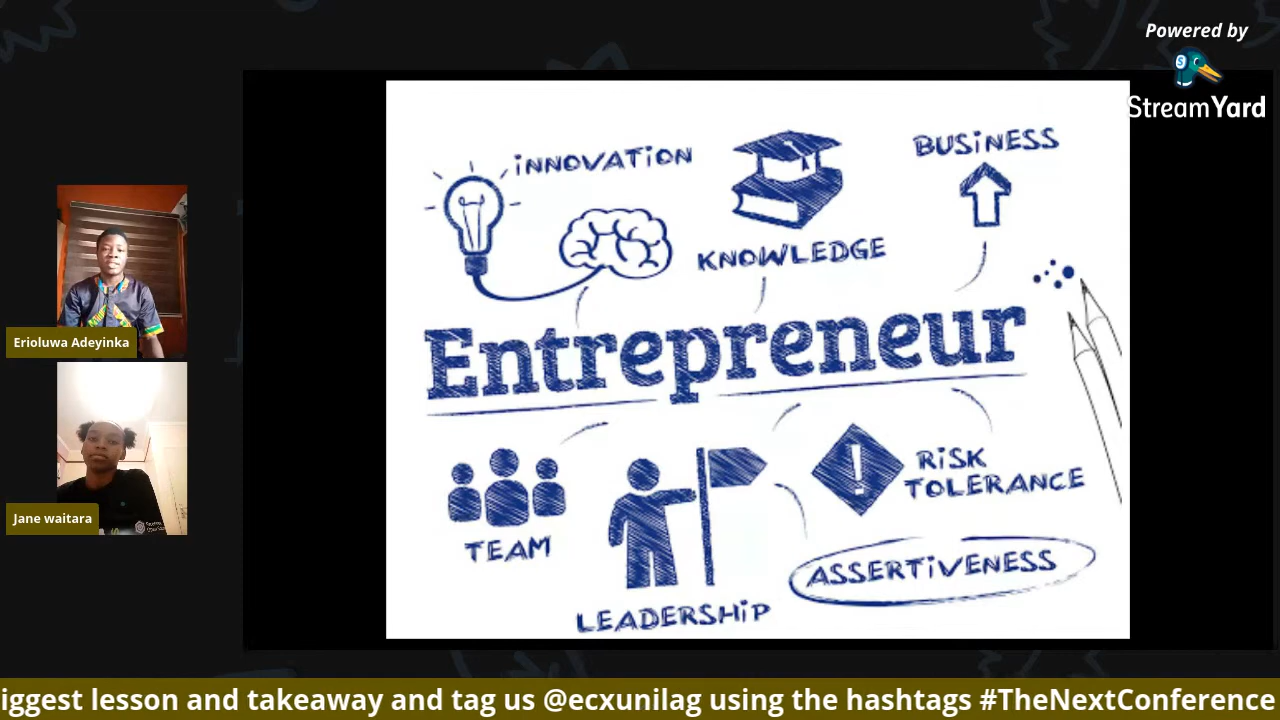 Powered by
StreamYard
iNNOVATiON
KNOWLEDGE
BUSiNESS
Entrepreneur
TEAM
LEADERSHiP
RiSK
TOLERANCE
ASSERTiVENESS
Erioluwa Adeyinka
Jane waitara
iggest lesson and takeaway and tag us @ecxunilag using the hashtags #TheNextConference